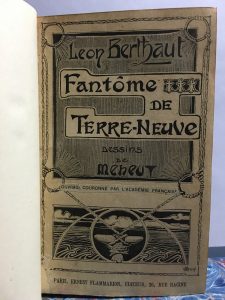 Léon Berthaut
Fantôme
DE
TERRE-NEUVE
DESSINS
DE
MÉHEUT
(OUVRAGE COURONNÉ PAR L'ACADÉMIE FRANÇAISE)
PARIS, ERNEST FLAMMARION, ÉDITEUR, 26, RUE RACINE